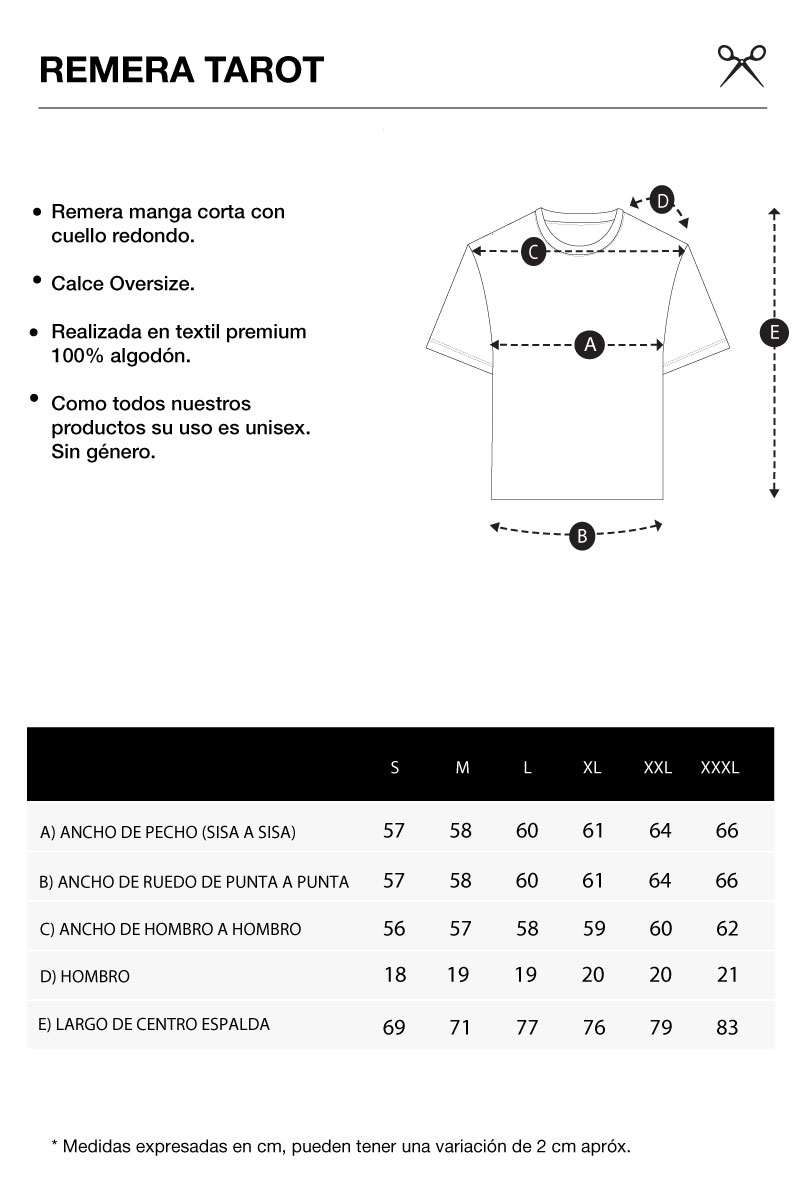 REMERA TAROT
• Remera manga corta con
cuello redondo.
• Calce Oversize.
• Realizada en textil premium
100% algodón.
• Como todos nuestros
productos su uso es unisex.
Sin género.
D
C
A
E
B
S M L XL XXL XXXL
A) ANCHO DE PECHO (SISA A SISA) 57 58 60 61 64 66
B) ANCHO DE RUEDO DE PUNTA A PUNTA 57 58 60 61 64 66
C) ANCHO DE HOMBRO A HOMBRO 56 57 58 59 60 62
D) HOMBRO 18 19 19 20 20 21
E) LARGO DE CENTRO ESPALDA 69 71 77 76 79 83
* Medidas expresadas en cm, pueden tener una variación de 2 cm apróx.